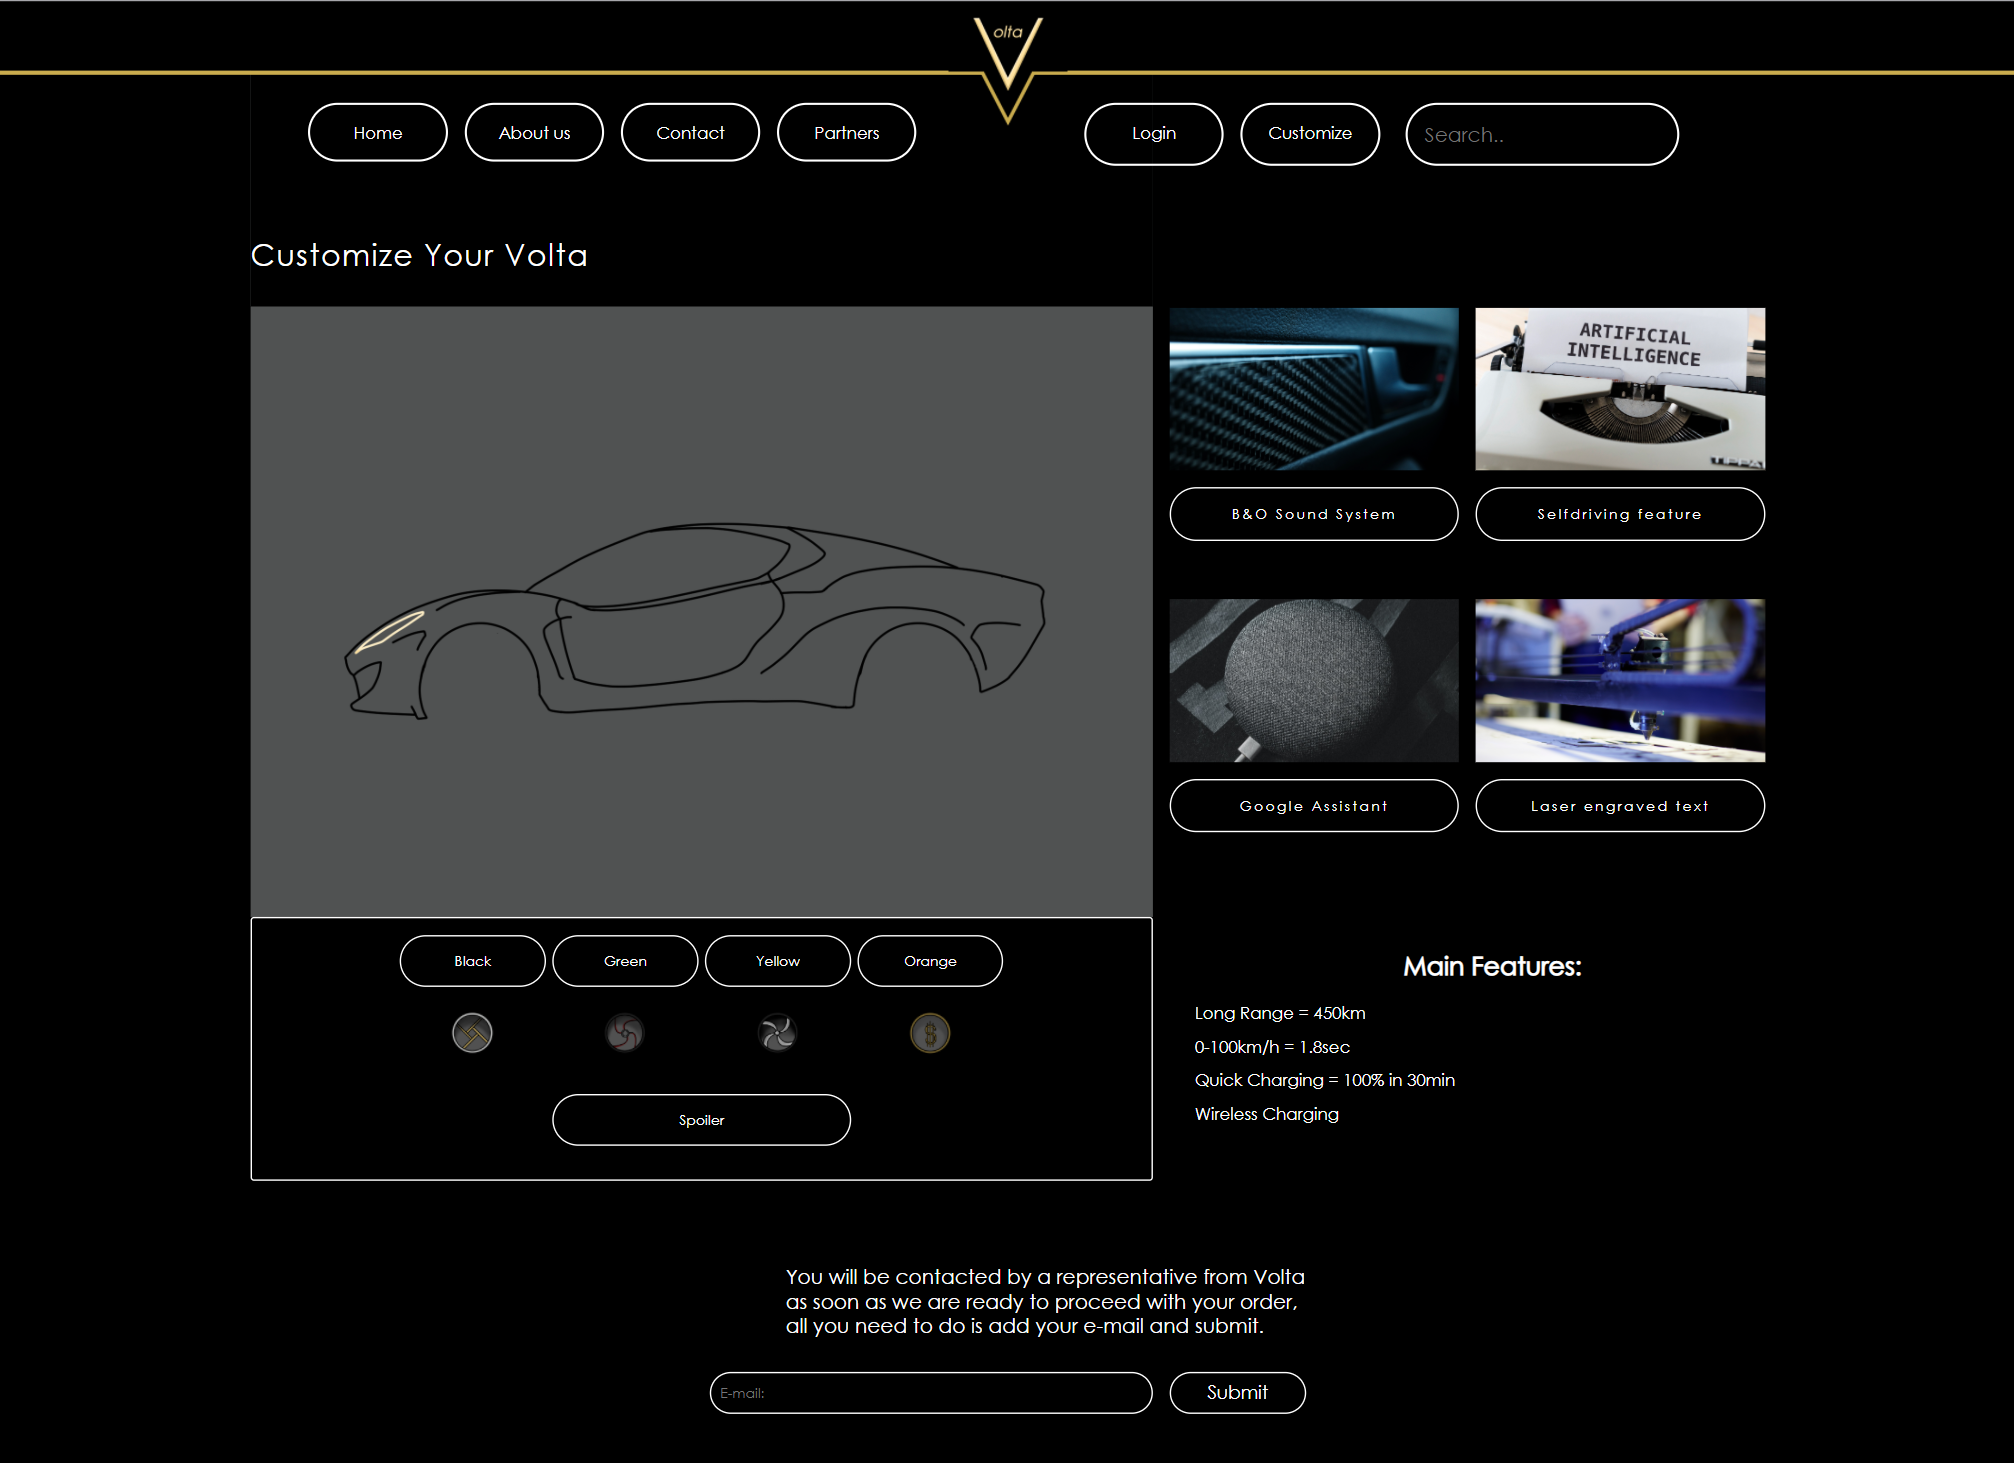 olta
Home
About us
Contact
Partners
Login
Customize
Search..
Customize Your Volta
ARTIFICIAL
INTELLIGENCE
B&O Sound System
Selfdriving feature
Google Assistant
Laser engraved text
Black
Green
Yellow
Orange
Spoiler
Main Features:
Long Range = 450km
0-100km/h = 1.8sec
Quick Charging = 100% in 30min
Wireless Charging
You will be contacted by a representative from Volta
as soon as we are ready to proceed with your order,
all you need to do is add your e-mail and submit.
E-mail:
Submit